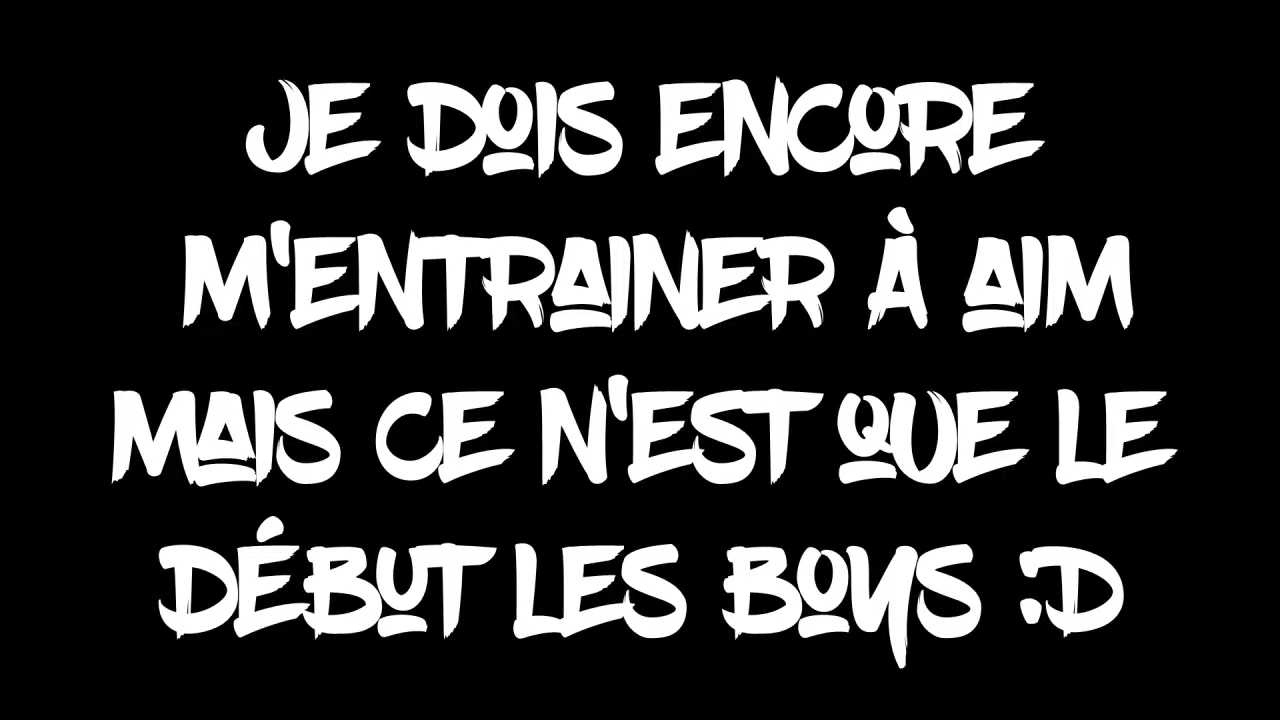 JE DOIS ENCORE
M'ENTRAINER À AIM
MAIS CE N'EST QUE LE
DÉBUT LES BOYS :D